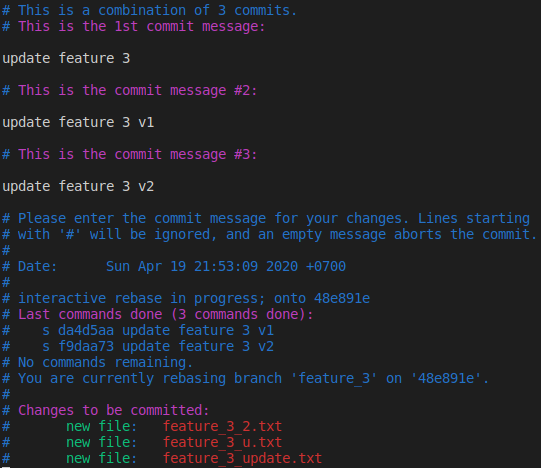 # This is a combination of 3 commits.
# This is the 1st commit message:

update feature 3

# This is the commit message #2:

update feature 3 v1

# This is the commit message #3:

update feature 3 v2

# Please enter the commit message for your changes. Lines starting
# with '#' will be ignored, and an empty message aborts the commit.
#
# Date:      Sun Apr 19 21:53:09 2020 +0700
#
# interactive rebase in progress; onto 48e891e
# Last commands done (3 commands done):
#    s da4d5aa update feature 3 v1
#    s f9daa73 update feature 3 v2
# No commands remaining.
# You are currently rebasing branch 'feature_3' on '48e891e'.
#
# Changes to be committed:
#       new file:   feature_3_2.txt
#       new file:   feature_3_u.txt
#       new file:   feature_3_update.txt